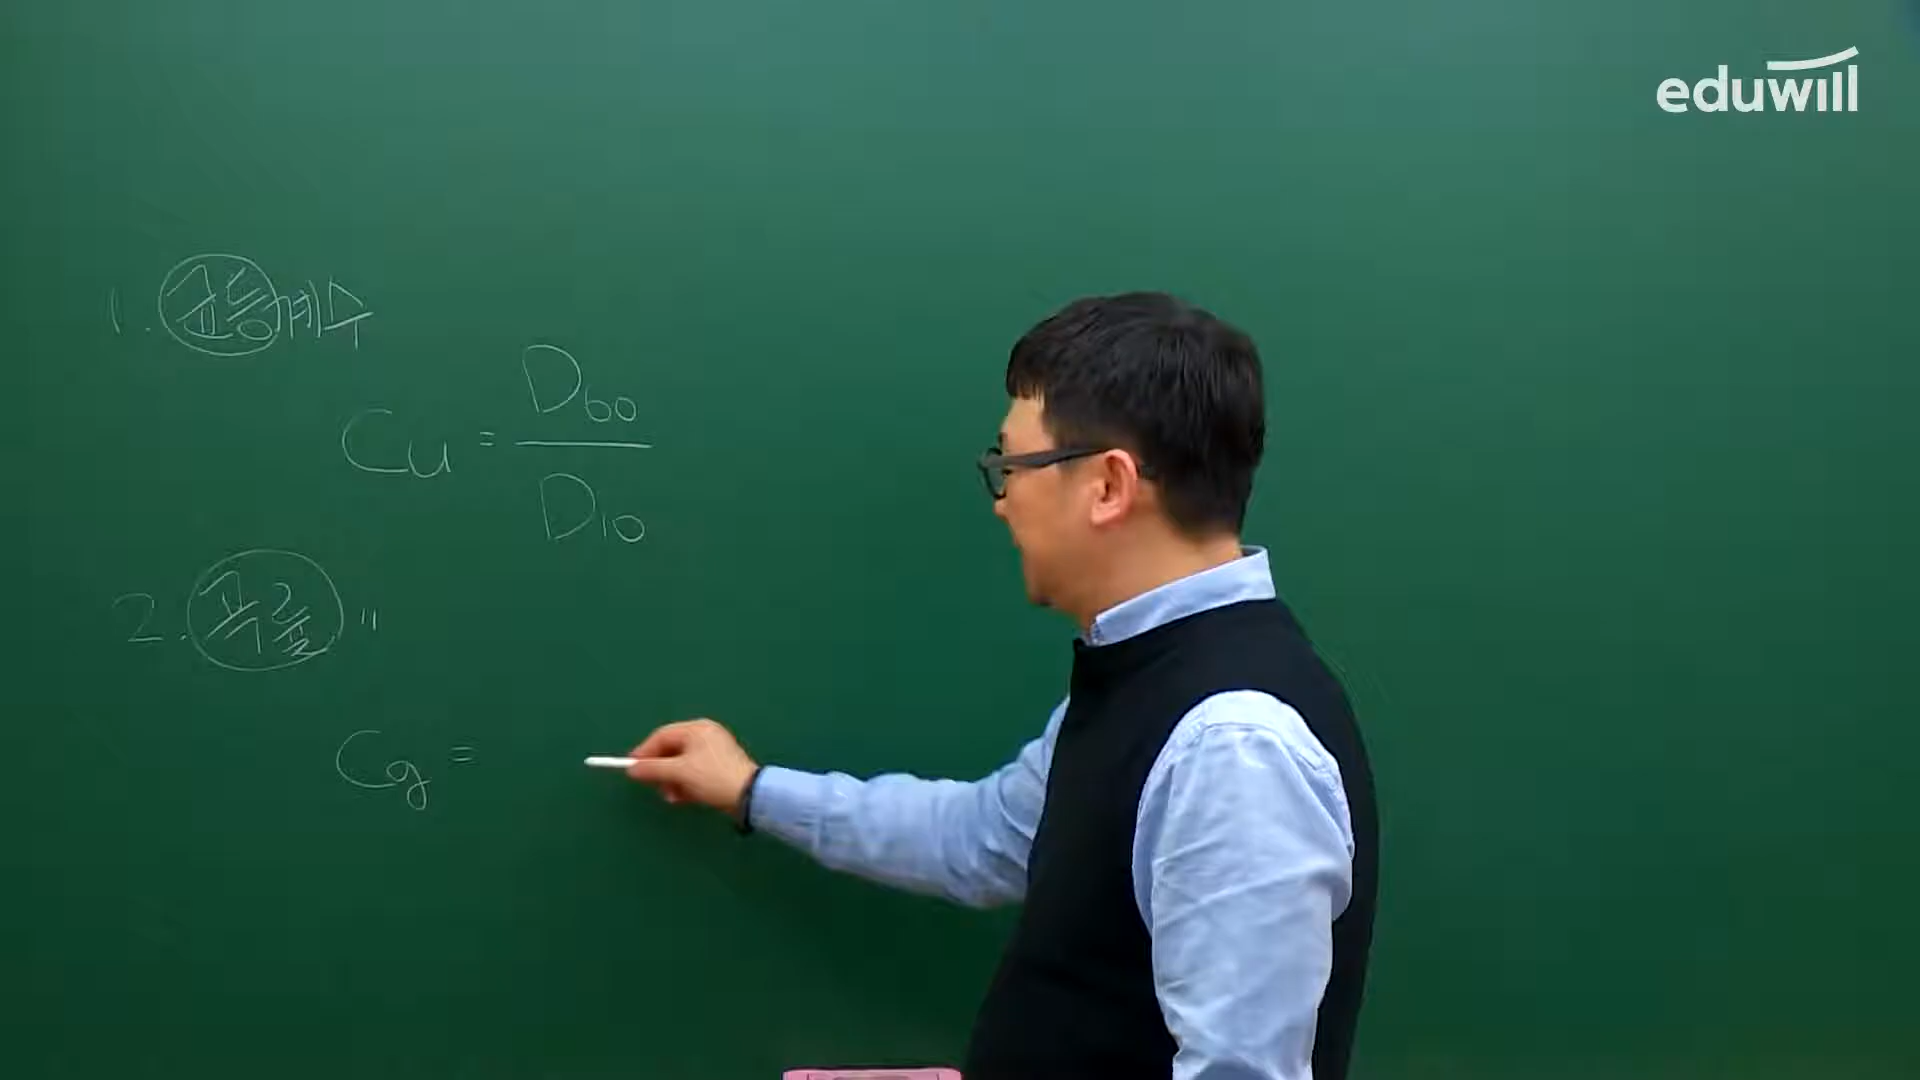 eduwill
1. 균등계수
Cu = D60 / D10
2. 곡률 "
Cg =